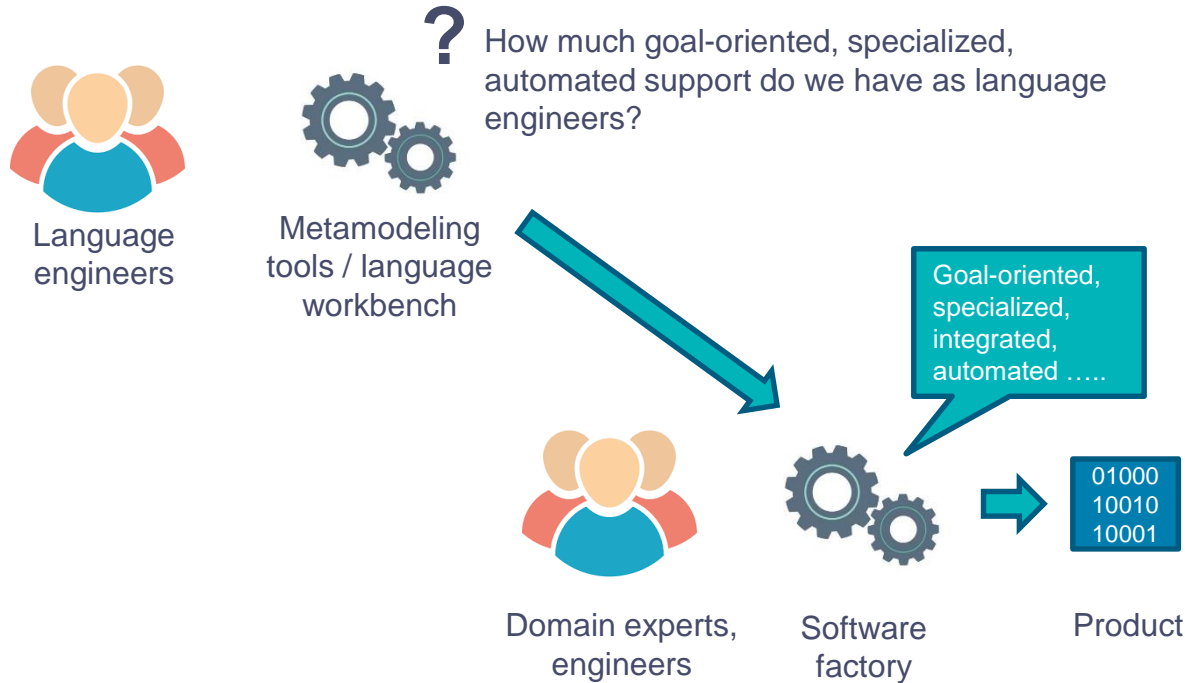 ?
How much goal-oriented, specialized,
automated support do we have as language
engineers?
Language
engineers
Metamodeling
tools / language
workbench
Goal-oriented,
specialized,
integrated,
automated …..
01000
10010
10001
Domain experts,
engineers
Software
factory
Product